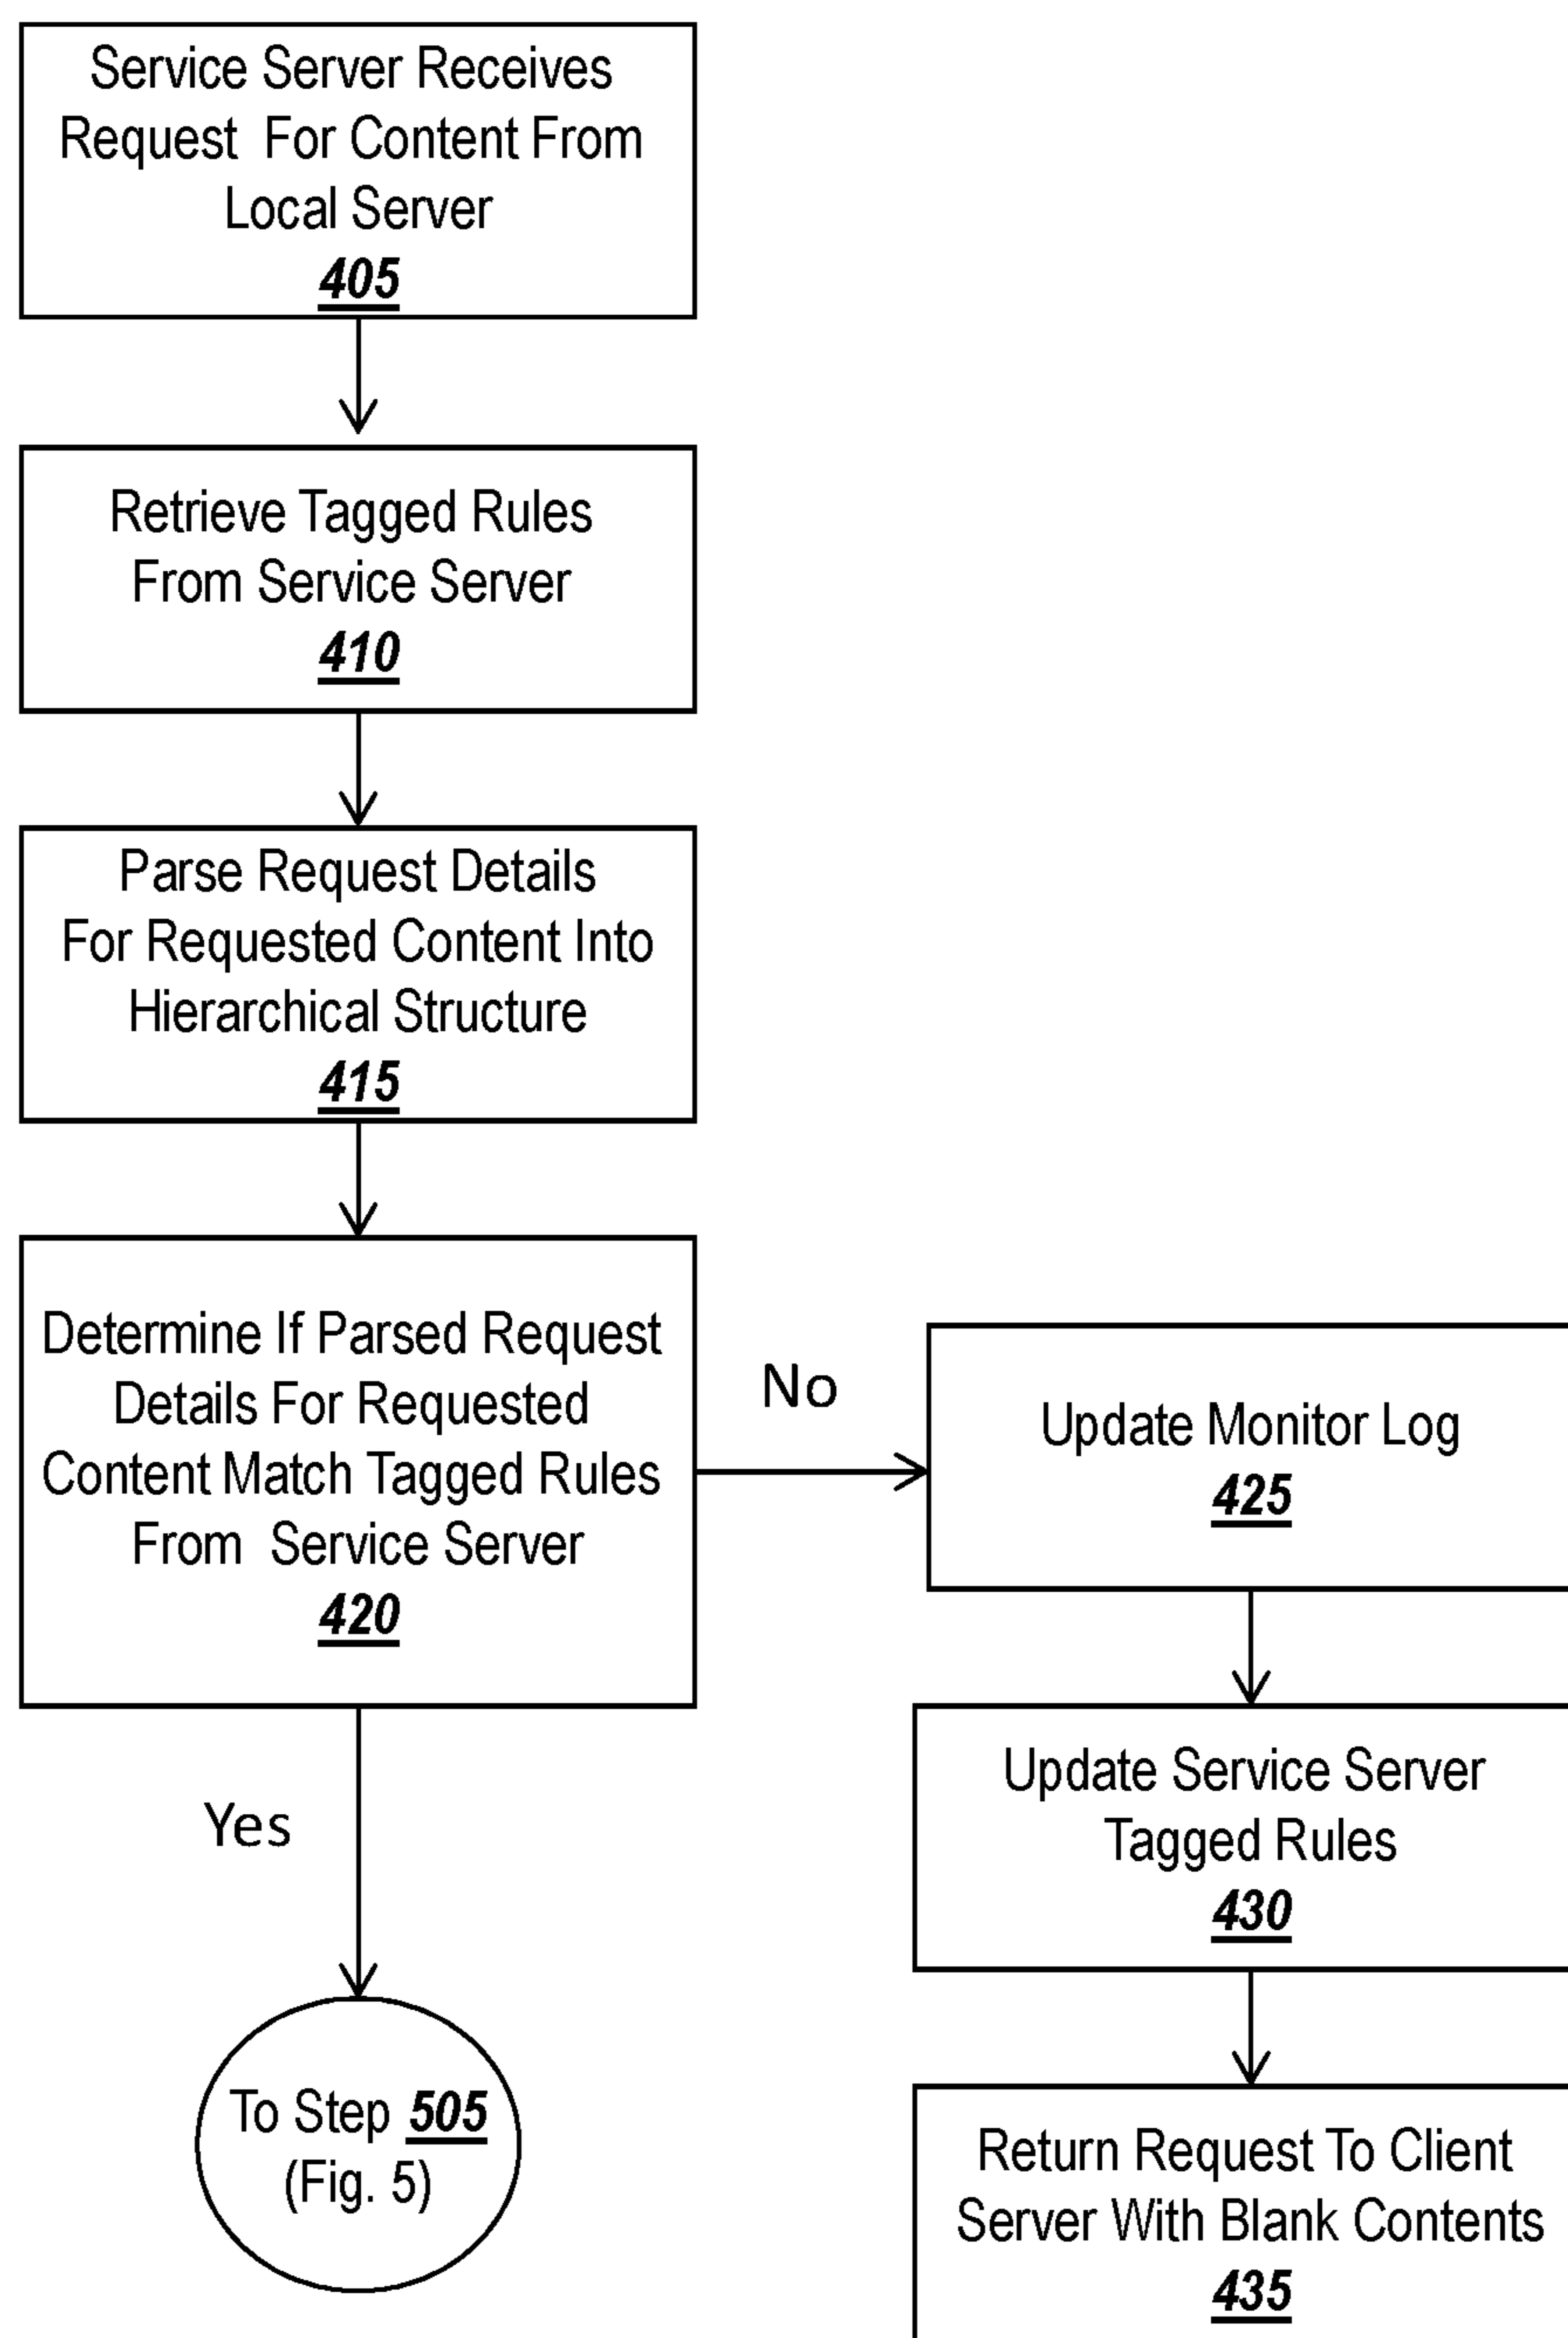 Service Server Receives
Request For Content From
Local Server
405
Retrieve Tagged Rules
From Service Server
410
Parse Request Details
For Requested Content Into
Hierarchical Structure
415
Determine If Parsed Request
Details For Requested
Content Match Tagged Rules
From Service Server
420
No
Update Monitor Log
425
Update Service Server
Tagged Rules
430
Return Request To Client
Server With Blank Contents
435
Yes
To Step 505
(Fig. 5)